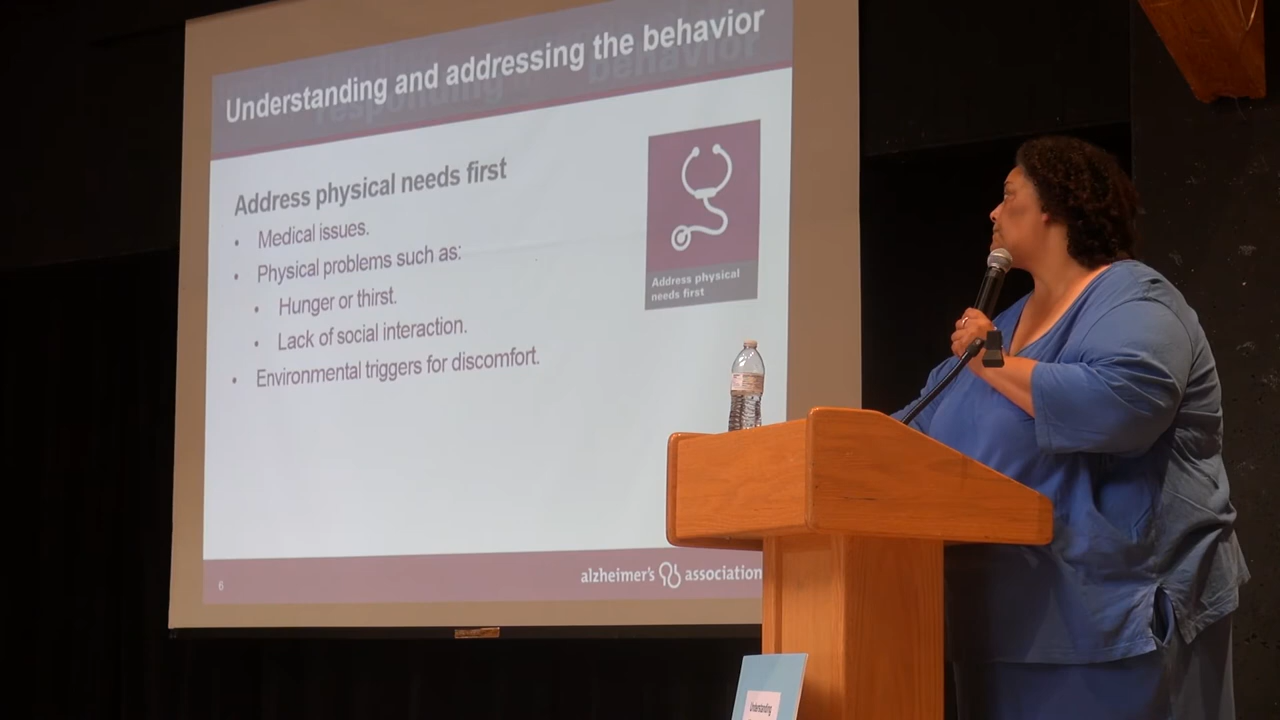 Understanding and addressing the behavior
Address physical needs first
• Medical issues.
• Physical problems such as:
• Hunger or thirst.
• Lack of social interaction.
• Environmental triggers for discomfort.
Address physical
needs first
6
alzheimer's association
Understanding